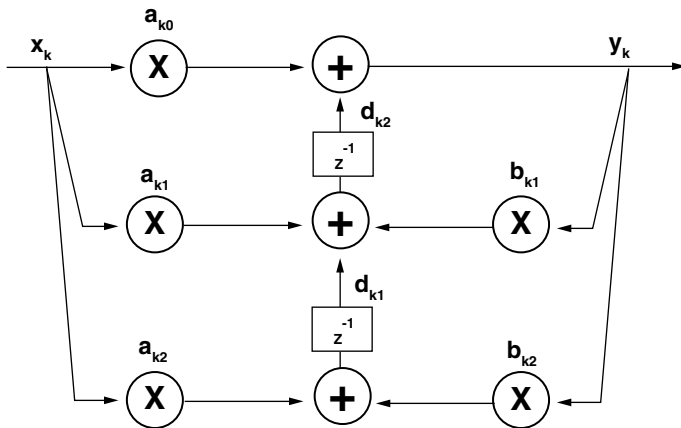 a_k0
x_k
y_k
X
+
d_k2
z^-1
a_k1
b_k1
X
+
X
d_k1
z^-1
a_k2
b_k2
X
+
X